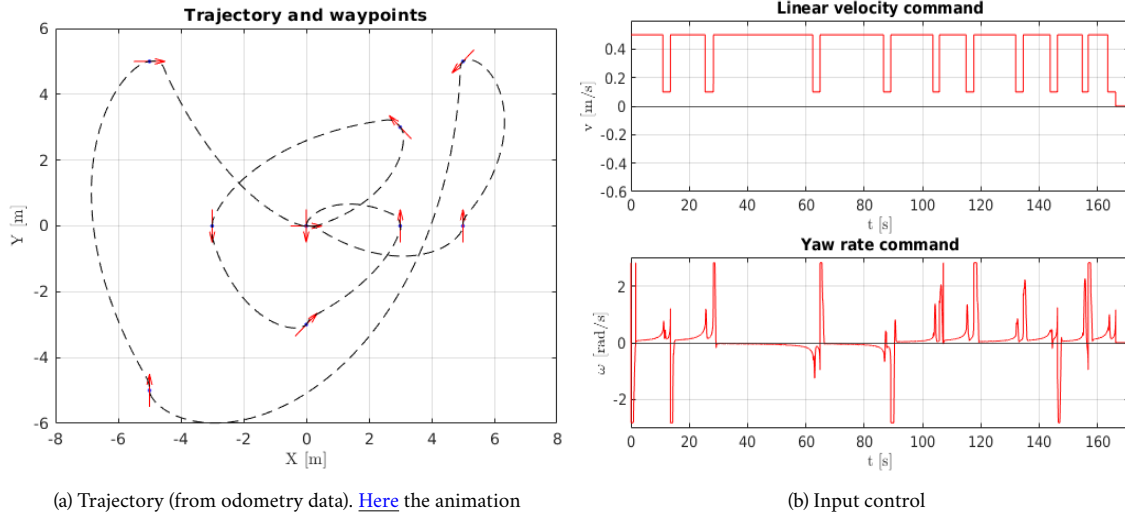 Trajectory and waypoints
6
4
2
0
-2
-4
-6
Y [m]
-8 -6 -4 -2 0 2 4 6 8
X [m]
(a) Trajectory (from odometry data). Here the animation
Linear velocity command
0.4
0.2
0
-0.2
-0.4
-0.6
v [m/s]
0 20 40 60 80 100 120 140 160
t [s]
Yaw rate command
2
0
-2
ω [rad/s]
0 20 40 60 80 100 120 140 160
t [s]
(b) Input control